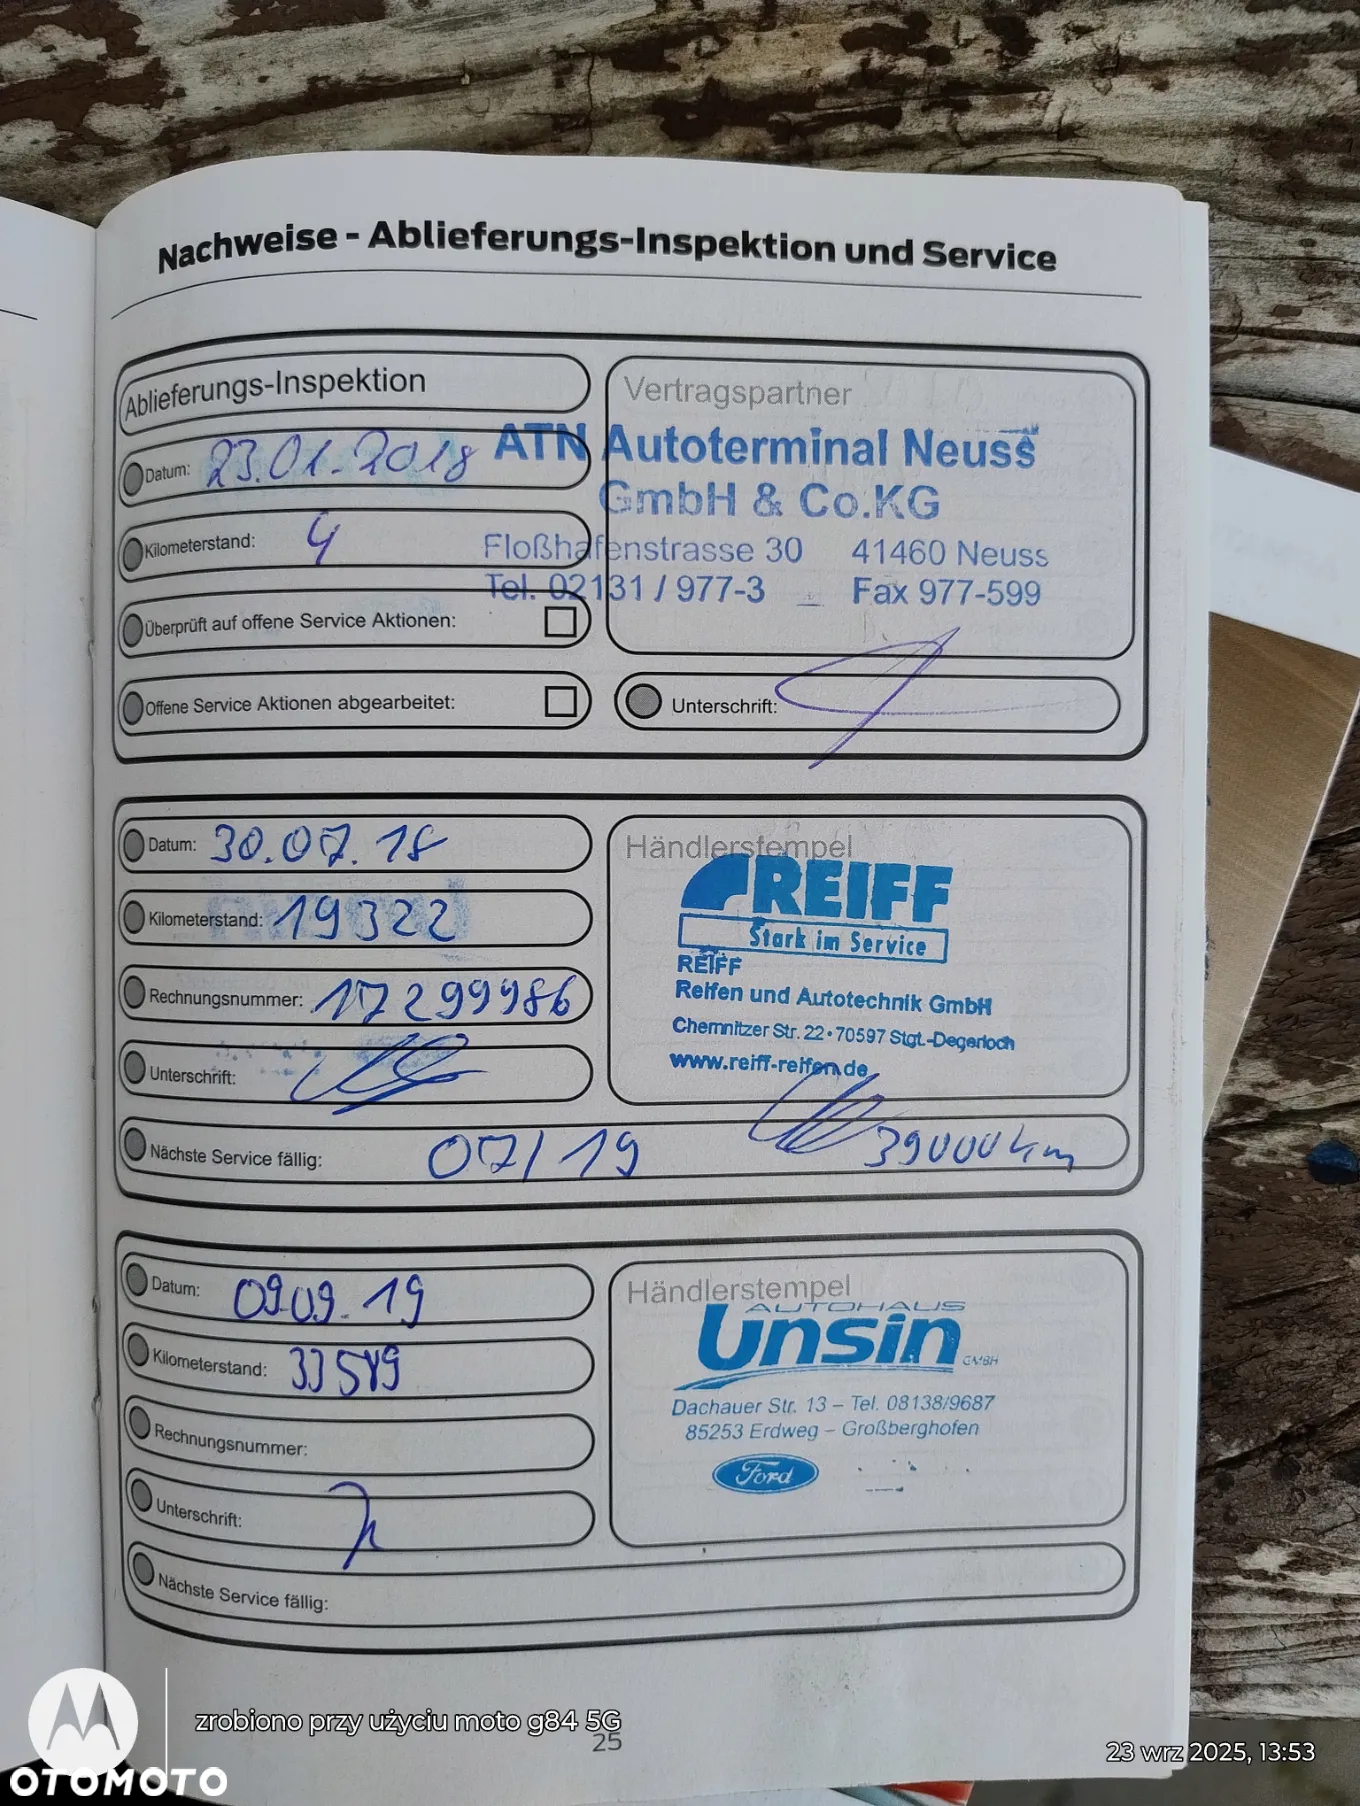 Nachweise - Ablieferungs-Inspektion und Service
Ablieferungs-Inspektion
Datum: 23.01.2018
Kilometerstand: 4
Überprüft auf offene Service Aktionen:
Offene Service Aktionen abgearbeitet:
Vertragspartner
ATN Autoterminal Neuss
GmbH & Co.KG
Floßhafenstrasse 30 41460 Neuss
Tel. 02131 / 977-3 Fax 977-599
Unterschrift:
Datum: 30.07.18
Kilometerstand: 19322
Rechnungsnummer: 17299986
Unterschrift:
Händlerstempel
REIFF
Stark im Service
REIFF
Reifen und Autotechnik GmbH
Chemnitzer Str. 22 • 70597 Stgt.-Degerloch
www.reiff-reifen.de
Nächste Service fällig: 07/19 39000 km
Datum: 09.09.19
Kilometerstand: 33549
Rechnungsnummer:
Unterschrift:
Händlerstempel
AUTOHAUS
Unsin GMBH
Dachauer Str. 13 – Tel. 08138/9687
85253 Erdweg – Großberghofen
Ford
Nächste Service fällig:
25
zrobiono przy użyciu moto g84 5G
23 wrz 2025, 13:53
OTOMOTO